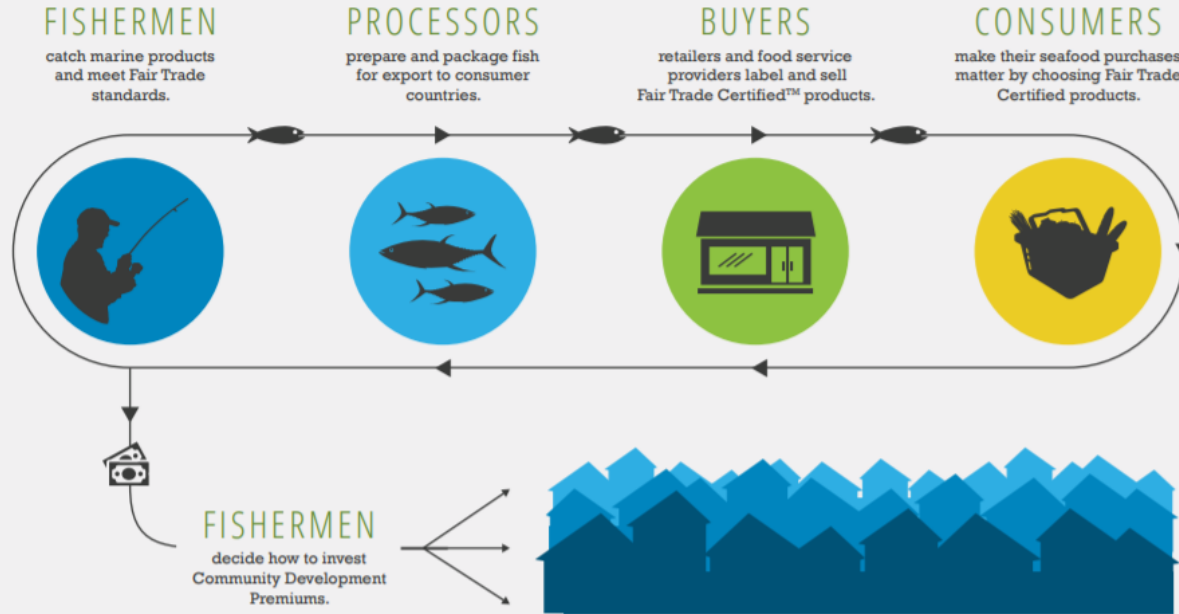 FISHERMEN
catch marine products
and meet Fair Trade
standards.
PROCESSORS
prepare and package fish
for export to consumer
countries.
BUYERS
retailers and food service
providers label and sell
Fair Trade Certified™ products.
CONSUMERS
make their seafood purchases
matter by choosing Fair Trade
Certified products.
FISHERMEN
decide how to invest
Community Development
Premiums.